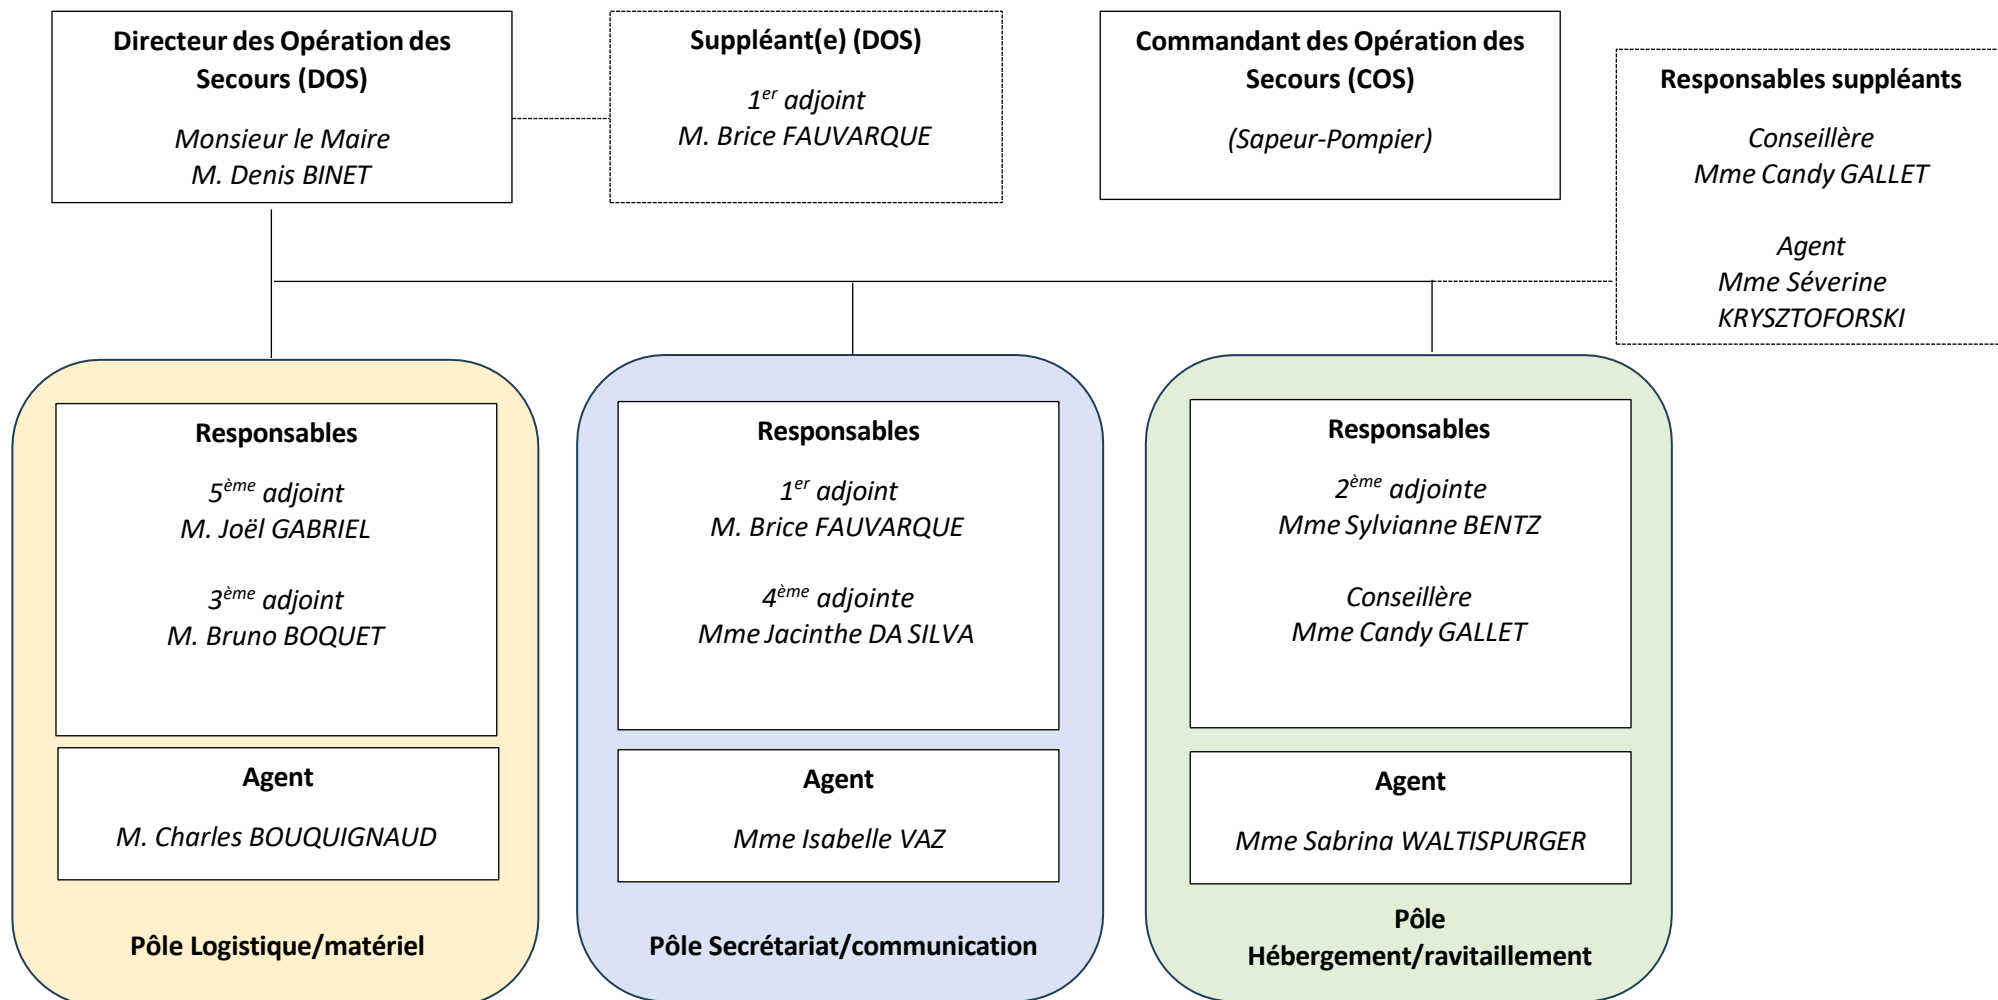 Directeur des Opération des
Secours (DOS)
Monsieur le Maire
M. Denis BINET
Suppléant(e) (DOS)
1er adjoint
M. Brice FAUVARQUE
Commandant des Opération des
Secours (COS)
(Sapeur-Pompier)
Responsables suppléants
Conseillère
Mme Candy GALLET
Agent
Mme Séverine
KRYSZTOFORSKI
Responsables
5ème adjoint
M. Joël GABRIEL
3ème adjoint
M. Bruno BOQUET
Agent
M. Charles BOUQUIGNAUD
Pôle Logistique/matériel
Responsables
1er adjoint
M. Brice FAUVARQUE
4ème adjointe
Mme Jacinthe DA SILVA
Agent
Mme Isabelle VAZ
Pôle Secrétariat/communication
Responsables
2ème adjointe
Mme Sylvianne BENTZ
Conseillère
Mme Candy GALLET
Agent
Mme Sabrina WALTISPURGER
Pôle
Hébergement/ravitaillement